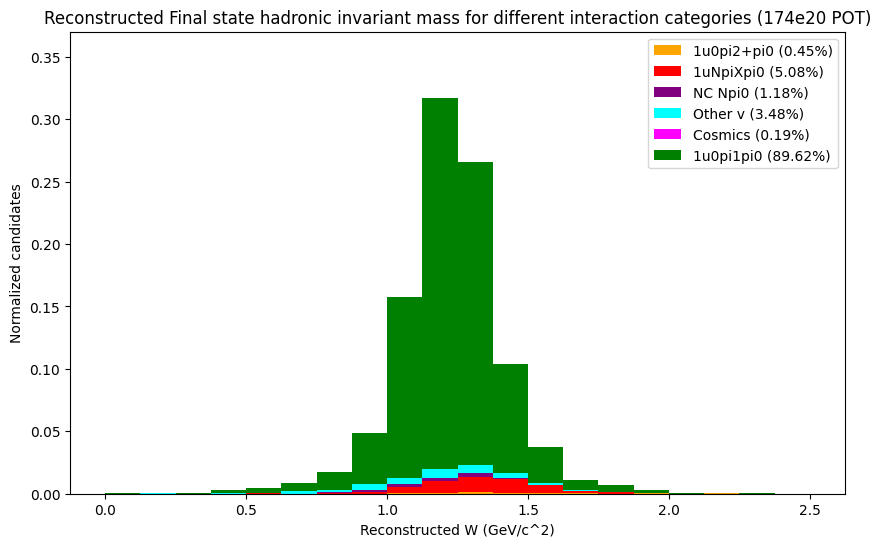 Reconstructed Final state hadronic invariant mass for different interaction categories (174e20 POT)
0.35
0.30
0.25
0.20
0.15
0.10
0.05
0.00
Normalized candidates
1u0pi2+pi0 (0.45%)
1uNpiXpi0 (5.08%)
NC Npi0 (1.18%)
Other v (3.48%)
Cosmics (0.19%)
1u0pi1pi0 (89.62%)
0.0 0.5 1.0 1.5 2.0 2.5
Reconstructed W (GeV/c^2)